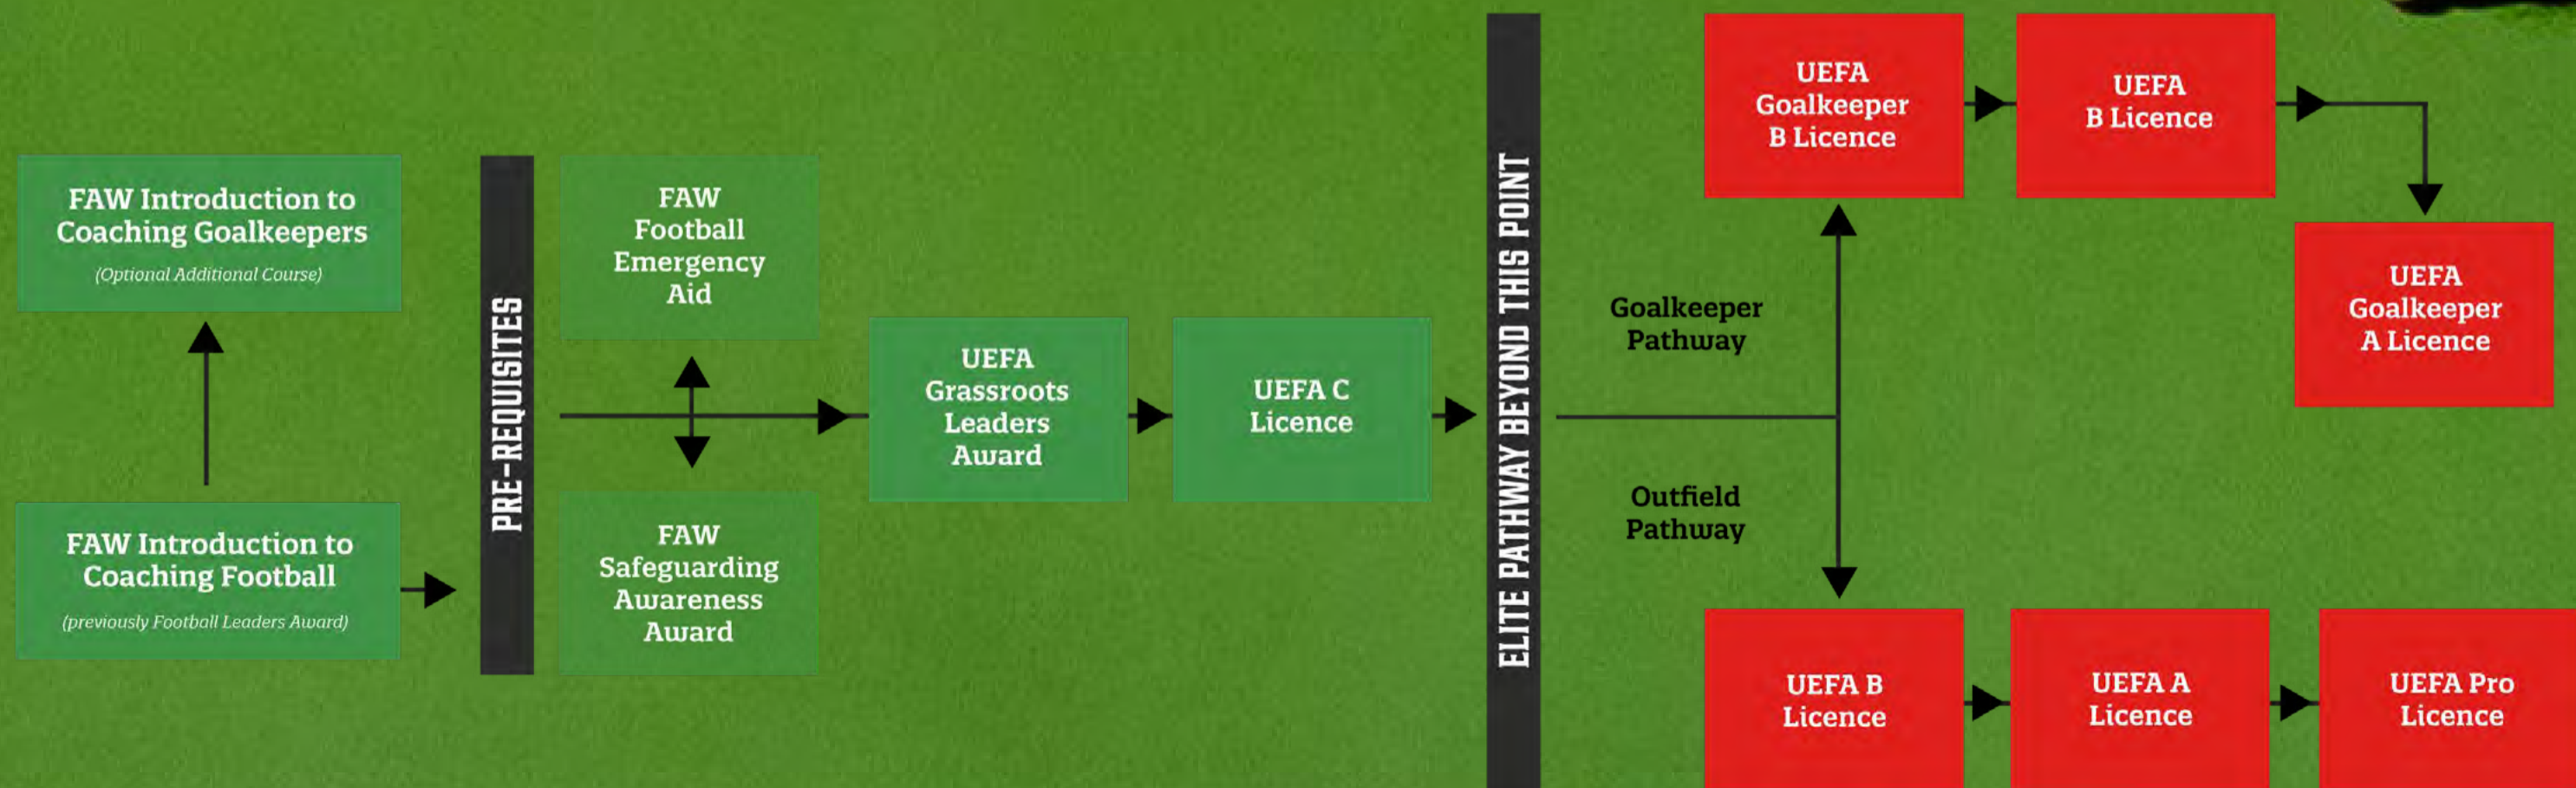 FAW Introduction to
Coaching Goalkeepers
(Optional Additional Course)
FAW Introduction to
Coaching Football
(previously Football Leaders Award)
PRE-REQUISITES
FAW
Football
Emergency
Aid
FAW
Safeguarding
Awareness
Award
UEFA
Grassroots
Leaders
Award
UEFA C
Licence
ELITE PATHWAY BEYOND THIS POINT
Goalkeeper
Pathway
Outfield
Pathway
UEFA
Goalkeeper
B Licence
UEFA
B Licence
UEFA
Goalkeeper
A Licence
UEFA B
Licence
UEFA A
Licence
UEFA Pro
Licence